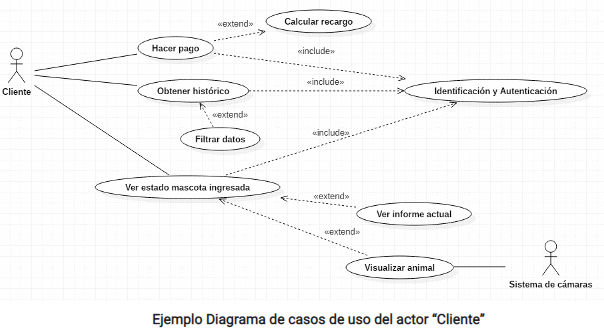 «extend»
Calcular recargo
Hacer pago
«include»
Cliente
Obtener histórico
«include»
Identificación y Autenticación
«extend»
Filtrar datos
«include»
Ver estado mascota ingresada
«extend»
Ver informe actual
«extend»
Visualizar animal
Sistema de cámaras
Ejemplo Diagrama de casos de uso del actor “Cliente”